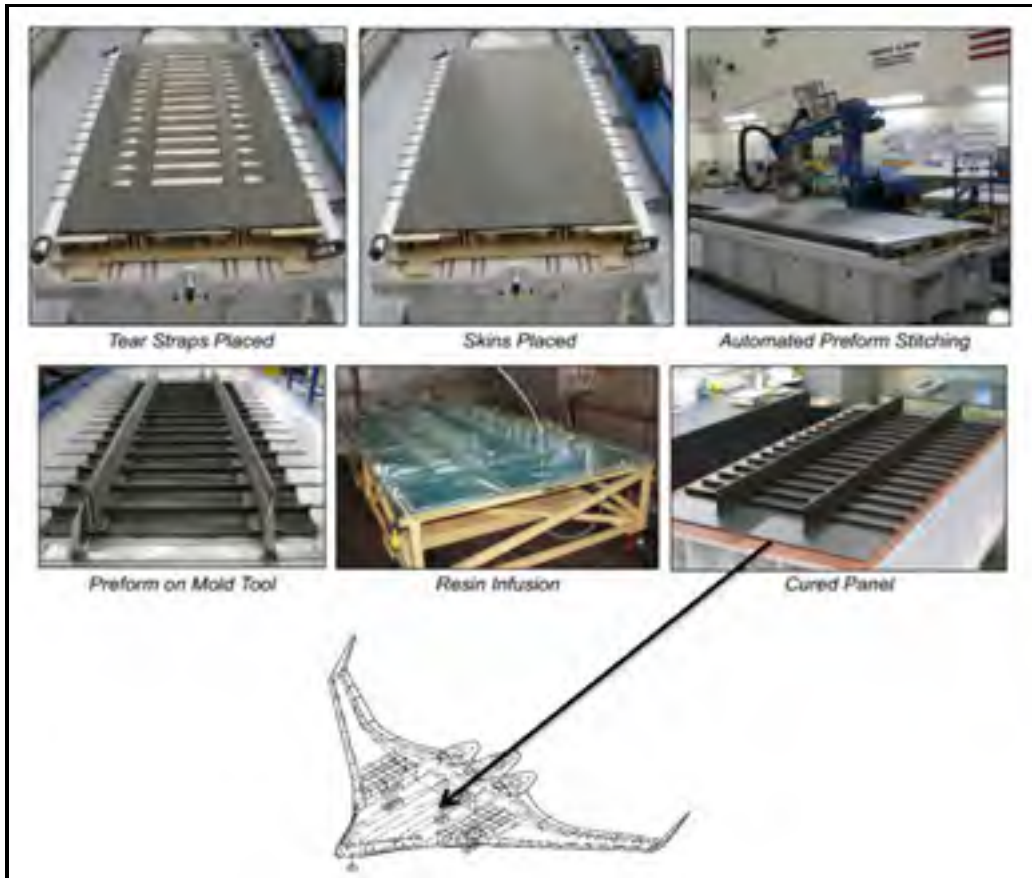 Tear Straps Placed
Skins Placed
Automated Preform Stitching
Preform on Mold Tool
Resin Infusion
Cured Panel